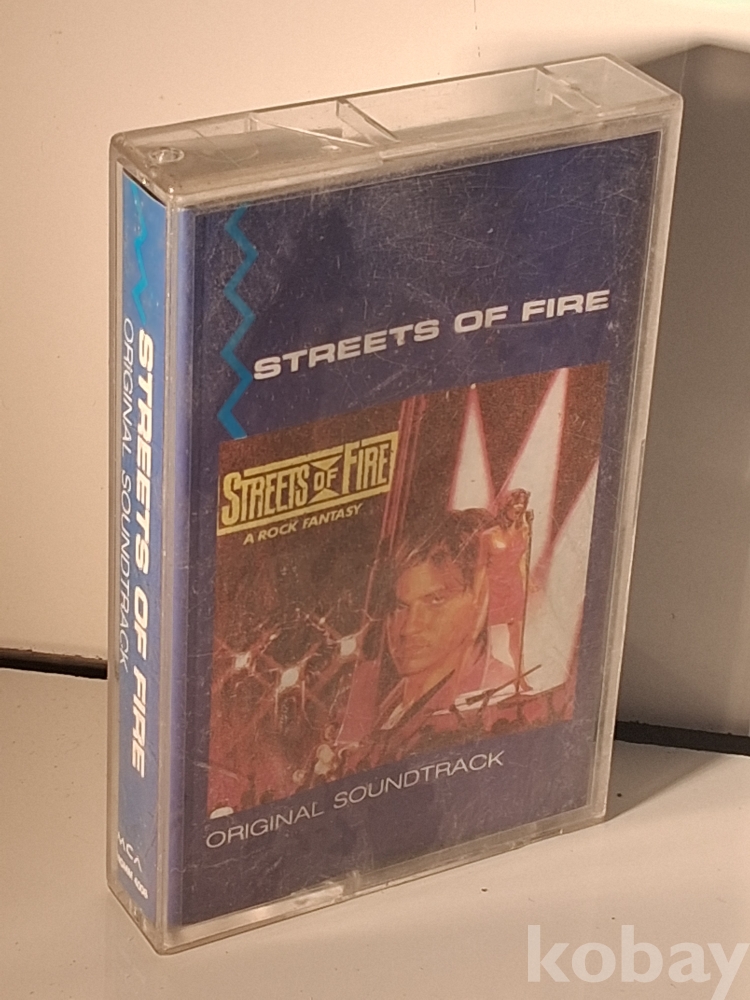 STREETS OF FIRE
STREETS OF FIRE
A ROCK FANTASY
ORIGINAL SOUNDTRACK
STREETS OF FIRE
ORIGINAL SOUNDTRACK
MCA
kobay